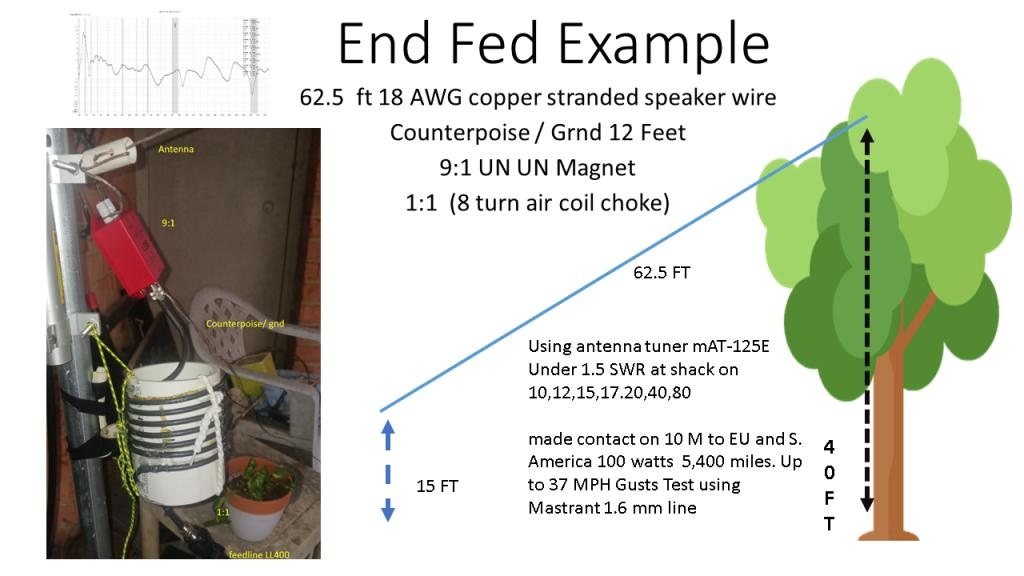 End Fed Example
62.5 ft 18 AWG copper stranded speaker wire
Counterpoise / Grnd 12 Feet
9:1 UN UN Magnet
1:1 (8 turn air coil choke)
Antenna
9:1
Counterpoise/ gnd
1:1
feedline LL400
62.5 FT
Using antenna tuner mAT-125E
Under 1.5 SWR at shack on
10,12,15,17.20,40,80
made contact on 10 M to EU and S.
America 100 watts 5,400 miles. Up
to 37 MPH Gusts Test using
Mastrant 1.6 mm line
15 FT
4
0
F
T